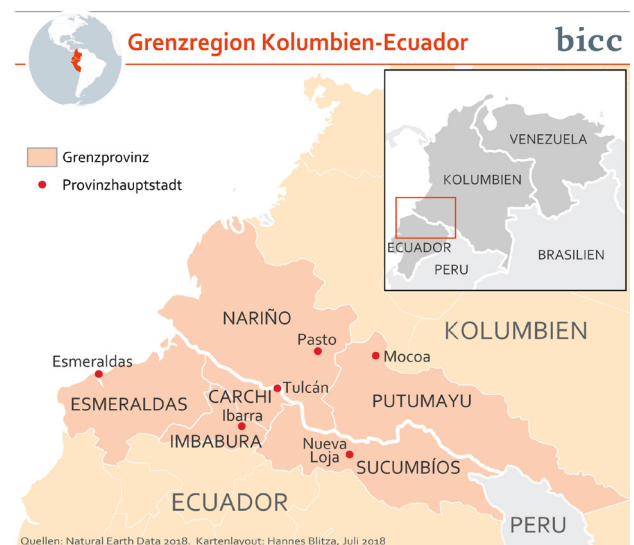 Grenzregion Kolumbien-Ecuador
bicc
Grenzprovinz
Provinzhauptstadt
VENEZUELA
KOLUMBIEN
ECUADOR
PERU
BRASILIEN
NARIÑO
Pasto
KOLUMBIEN
Mocoa
Esmeraldas
Tulcán
ESMERALDAS
CARCHI
PUTUMAYU
Ibarra
IMBABURA
Nueva
Loja
SUCUMBÍOS
ECUADOR
PERU
Quellen: Natural Earth Data 2018. Kartenlayout: Hannes Blitza, Juli 2018